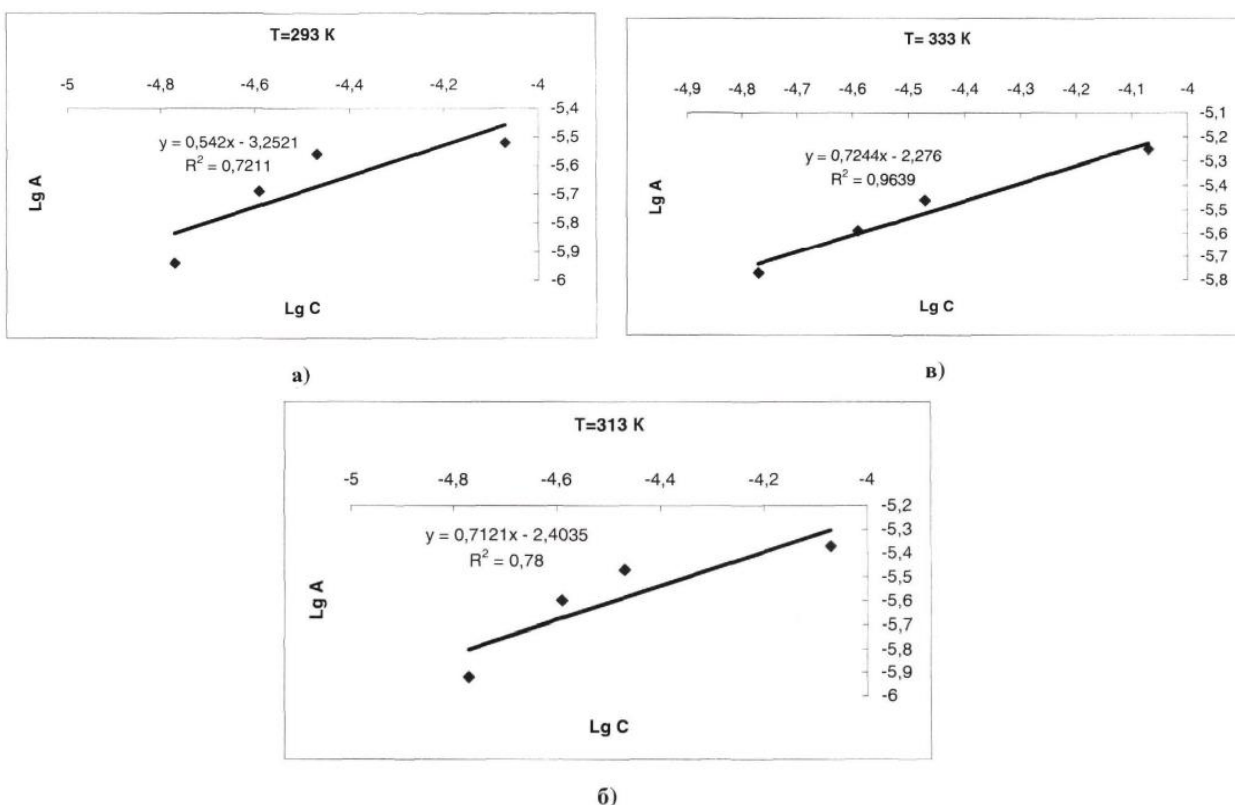 T=293 K
-5 -4,8 -4,6 -4,4 -4,2 -4
-5,4
-5,5
-5,6
-5,7
-5,8
-5,9
-6
y = 0,542x - 3,2521
R² = 0,7211
Lg A
Lg C
а)
T= 333 K
-4,9 -4,8 -4,7 -4,6 -4,5 -4,4 -4,3 -4,2 -4,1 -4
-5,1
-5,2
-5,3
-5,4
-5,5
-5,6
-5,7
-5,8
y = 0,7244x - 2,276
R² = 0,9639
Lg A
Lg C
в)
T=313 K
-5 -4,8 -4,6 -4,4 -4,2 -4
-5,2
-5,3
-5,4
-5,5
-5,6
-5,7
-5,8
-5,9
-6
y = 0,7121x - 2,4035
R² = 0,78
Lg A
Lg C
б)